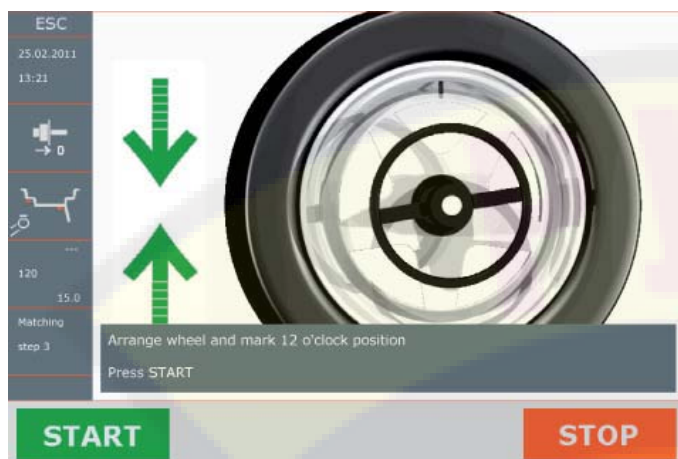 ESC
25.02.2011
13:21
→ 0
---
120
15.0
Matching
step 3
Arrange wheel and mark 12 o'clock position
Press START
START
STOP